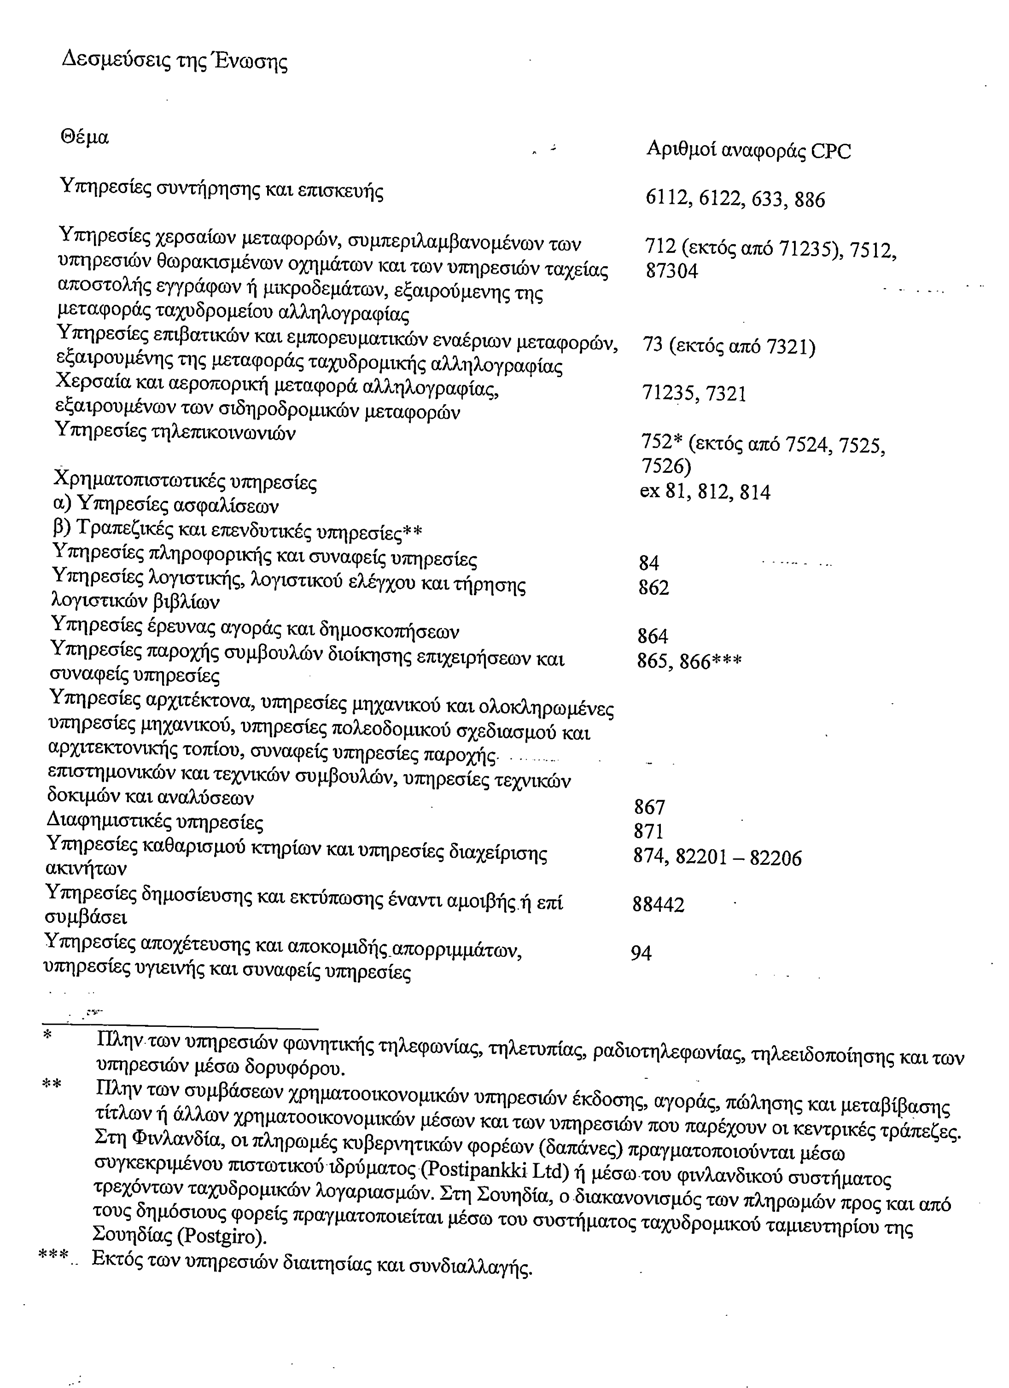 Δεσμεύσεις της Ένωσης
Θέμα
Αριθμοί αναφοράς CPC
Υπηρεσίες συντήρησης και επισκευής
6112, 6122, 633, 886
Υπηρεσίες χερσαίων μεταφορών, συμπεριλαμβανομένων των
712 (εκτός από 71235), 7512,
υπηρεσιών θωρακισμένων οχημάτων και των υπηρεσιών ταχείας
87304
αποστολής εγγράφων ή μικροδεμάτων, εξαιρούμενης της
μεταφοράς ταχυδρομείου αλληλογραφίας
Υπηρεσίες επιβατικών και εμπορευματικών εναέριων μεταφορών,
73 (εκτός από 7321)
εξαιρουμένης της μεταφοράς ταχυδρομικής αλληλογραφίας
Χερσαία και αεροπορική μεταφορά αλληλογραφίας,
71235, 7321
εξαιρουμένων των σιδηροδρομικών μεταφορών
Υπηρεσίες τηλεπικοινωνιών
752* (εκτός από 7524, 7525,
7526)
Χρηματοπιστωτικές υπηρεσίες
ex 81, 812, 814
α) Υπηρεσίες ασφαλίσεων
β) Τραπεζικές και επενδυτικές υπηρεσίες**
Υπηρεσίες πληροφορικής και συναφείς υπηρεσίες
84
Υπηρεσίες λογιστικής, λογιστικού ελέγχου και τήρησης
862
λογιστικών βιβλίων
Υπηρεσίες έρευνας αγοράς και δημοσκοπήσεων
864
Υπηρεσίες παροχής συμβουλών διοίκησης επιχειρήσεων και
865, 866***
συναφείς υπηρεσίες
Υπηρεσίες αρχιτέκτονα, υπηρεσίες μηχανικού και ολοκληρωμένες
υπηρεσίες μηχανικού, υπηρεσίες πολεοδομικού σχεδιασμού και
αρχιτεκτονικής τοπίου, συναφείς υπηρεσίες παροχής
επιστημονικών και τεχνικών συμβουλών, υπηρεσίες τεχνικών
δοκιμών και αναλύσεων
867
Διαφημιστικές υπηρεσίες
871
Υπηρεσίες καθαρισμού κτηρίων και υπηρεσίες διαχείρισης
874, 82201 – 82206
ακινήτων
Υπηρεσίες δημοσίευσης και εκτύπωσης έναντι αμοιβής ή επί
88442
συμβάσει
Υπηρεσίες αποχέτευσης και αποκομιδής απορριμμάτων,
94
υπηρεσίες υγιεινής και συναφείς υπηρεσίες
* Πλην των υπηρεσιών φωνητικής τηλεφωνίας, τηλετυπίας, ραδιοτηλεφωνίας, τηλεειδοποίησης και των
υπηρεσιών μέσω δορυφόρου.
** Πλην των συμβάσεων χρηματοοικονομικών υπηρεσιών έκδοσης, αγοράς, πώλησης και μεταβίβασης
τίτλων ή άλλων χρηματοοικονομικών μέσων και των υπηρεσιών που παρέχουν οι κεντρικές τράπεζες.
Στη Φινλανδία, οι πληρωμές κυβερνητικών φορέων (δαπάνες) πραγματοποιούνται μέσω
συγκεκριμένου πιστωτικού ιδρύματος (Postipankki Ltd) ή μέσω του φινλανδικού συστήματος
τρεχόντων ταχυδρομικών λογαριασμών. Στη Σουηδία, ο διακανονισμός των πληρωμών προς και από
τους δημόσιους φορείς πραγματοποιείται μέσω του συστήματος ταχυδρομικού ταμιευτηρίου της
Σουηδίας (Postgiro).
*** Εκτός των υπηρεσιών διαιτησίας και συνδιαλλαγής.